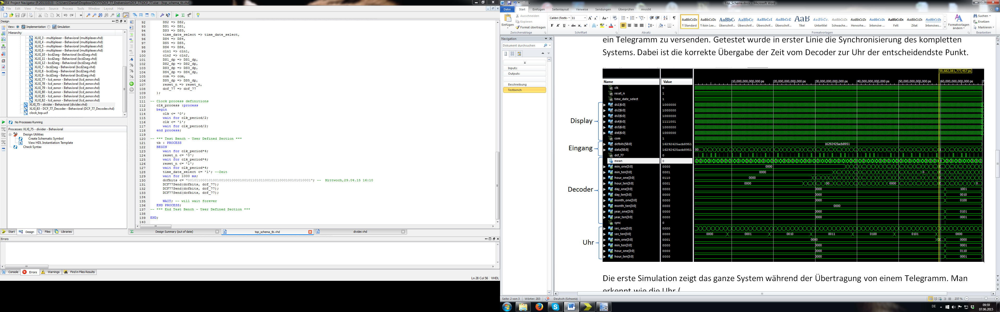 ISE Project Navigator (P.20131013) - C:\Users\Daniel\Dropbox\DCF77\DCF_77_Endversion\DCF_77\DCF_77.xise - [top_schema_tb.vhd]
File Edit View Project Source Process Tools Window Layout Help
Design
View: Implementation Simulation
Hierarchy
XLXI_3 - multiplexer - Behavioral (multiplexer.vhd)
XLXI_4 - multiplexer - Behavioral (multiplexer.vhd)
XLXI_5 - multiplexer - Behavioral (multiplexer.vhd)
XLXI_6 - multiplexer - Behavioral (multiplexer.vhd)
XLXI_10 - bcd2seg - Behavioral (bcd2seg.vhd)
XLXI_11 - bcd2seg - Behavioral (bcd2seg.vhd)
XLXI_12 - bcd2seg - Behavioral (bcd2seg.vhd)
XLXI_7 - bcd2seg - Behavioral (bcd2seg.vhd)
XLXI_8 - bcd2seg - Behavioral (bcd2seg.vhd)
XLXI_9 - bcd2seg - Behavioral (bcd2seg.vhd)
XLXI_77 - lcd_exnor - Behavioral (lcd_exnor.vhd)
XLXI_78 - lcd_exnor - Behavioral (lcd_exnor.vhd)
XLXI_79 - lcd_exnor - Behavioral (lcd_exnor.vhd)
XLXI_80 - lcd_exnor - Behavioral (lcd_exnor.vhd)
XLXI_81 - lcd_exnor - Behavioral (lcd_exnor.vhd)
XLXI_82 - lcd_exnor - Behavioral (lcd_exnor.vhd)
XLXI_75 - divider - Behavioral (divider.vhd)
XLXI_83 - DCF_77_Decoder - Behavioral (DCF_77_Decoder.vhd)
clock_top.ucf
No Processes Running
Processes: XLXI_75 - divider - Behavioral
Design Utilities
Create Schematic Symbol
View HDL Instantiation Template
Check Syntax
Start Design Files Libraries
92 DS2 => DS2,
93 DS1 => DS1,
94 DS3 => DS3,
95 time_date_select => time_date_select,
96 DS4 => DS4,
97 DS5 => DS5,
98 DS6 => DS6,
99 cln1 => cln1,
100 cln2 => cln2,
101 DS1_dp => DS1_dp,
102 DS2_dp => DS2_dp,
103 DS3_dp => DS3_dp,
104 DS4_dp => DS4_dp,
105 com => com,
106 DS5_dp => DS5_dp,
107 reset_n => reset_n,
108 dcf_77 => dcf_77
109 );
110
111 -- Clock process definitions
112 clk_process :process
113 begin
114 clk <= '0';
115 wait for clk_period/2;
116 clk <= '1';
117 wait for clk_period/2;
118 end process;
119
120 -- *** Test Bench - User Defined Section ***
121 tb : PROCESS
122 BEGIN
123 wait for clk_period*4;
124 reset_n <= '0';
125 wait for clk_period*4;
126 reset_n <= '1';
127 wait for clk_period*4;
128 time_date_select <= '1'; --Zeit
129 wait for 1000 ms;
130 dcfbits <= -- Mittwoch,29.04.15 16:10
131 DCF77Send(dcfbits, dcf_77);
132 DCF77Send(dcfbits, dcf_77);
133 DCF77Send(dcfbits, dcf_77);
134
135 WAIT; -- will wait forever
136 END PROCESS;
137 -- *** End Test Bench - User Defined Section ***
138
139 END;
140
Design Summary (out of date) top_schema_tb.vhd divider.vhd
Errors
Console Errors Warnings Find in Files Results
Ln 28 Col 56 VHDL
Top_Schema.docx - Microsoft Word
Datei Start Einfügen Seitenlayout Verweise Sendungen Überprüfen Ansicht
Einfügen
Ausschneiden
Kopieren
Format übertragen
Zwischenablage
Calibri (Textk 11
F K U
Schriftart
Absatz
AaBbCcDc AaBbCcDc AaBbC AaBbCc AaBbCcI AaBbCcD AaB AaBbCc. AaBbCcDc AaBbCcDc AaBbCcDc AaBbCcDc AaBbCcDc AaBbCcDc
Standard Kein Lee... Überschrif... Überschrif... Überschrif... Überschrif... Titel Untertitel Schwache... Hervorhe... Intensive ... Fett Zitat Intensives...
Formatvorlagen
Formatvorlagen ändern
Suchen
Ersetzen
Markieren
Bearbeiten
Navigation
Dokument durchsuchen
Inputs:
Outputs:
Beschreibung
Testbench
ein Telegramm zu versenden. Getestet wurde in erster Linie die Synchronisierung des kompletten
Systems. Dabei ist die korrekte Übergabe der Zeit vom Decoder zur Uhr der entscheidendste Punkt.
59,682,081,777,457 ps
Name Value
10,000,000,000,000 ps 20,000,000,000,000 ps 30,000,000,000,000 ps 40,000,000,000,000 ps 50,000,000,000,000 ps 60,000,000,000,000 ps
clk 0
reset_n 1
time_date_select 1
ds1[6:0] 1000000
ds2[6:0] 1000000
ds3[6:0] 1000000
ds4[6:0] 1111001
ds5[6:0] 1000000
ds6[6:0] 1000000
com 1
dcfbits[58:0] 16292425acb8951 16292425acb8951
data[58:0] 16292425acb8951
dcf_77 0
mean 0
min_one[3:0] 0000 0000
min_ten[3:0] 0001 0000
hour_one[3:0] 0110 0000
hour_ten[3:0] 0001 0000 00... 0000
day_one[3:0] 0000 0000 1001
day_ten[3:0] 0000 0000 0010
month_one[3:0] 0000 0000 0100
month_ten[3:0] 0000 0000
year_one[3:0] 0000 0000 0101
year_ten[3:0] 0000 0000 0001
sync 0
sec_one[3:0] 0000
sec_ten[3:0] 0000 0000 0001 0010 0011 0100 0101 0000
min_one[3:0] 0001 0000 0000
min_ten[3:0] 0000 0000 0001
hour_one[3:0] 0000 0000 0110
hour_ten[3:0] 0000 0000 0001
Display
Eingang
Decoder
Uhr
Die erste Simulation zeigt das ganze System während der Übertragung von einem Telegramm. Man
erkennt wie die Uhr (
Seite: 2 von 3 Wörter: 283 Deutsch (Schweiz) 237 %
DE 09:59
07.06.2015